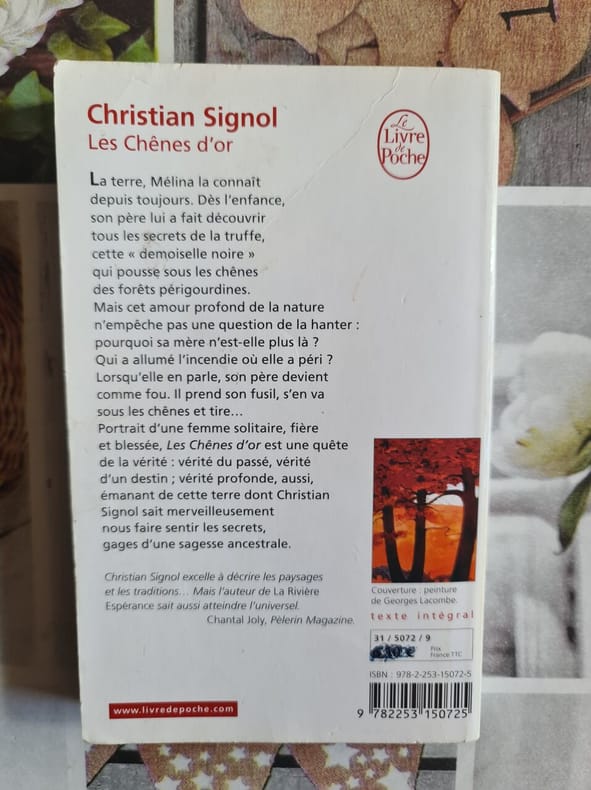 Christian Signol
Les Chênes d'or
Le
Livre
de
Poche
La terre, Mélina la connaît
depuis toujours. Dès l'enfance,
son père lui a fait découvrir
tous les secrets de la truffe,
cette « demoiselle noire »
qui pousse sous les chênes
des forêts périgourdines.
Mais cet amour profond de la nature
n'empêche pas une question de la hanter :
pourquoi sa mère n'est-elle plus là ?
Qui a allumé l'incendie où elle a péri ?
Lorsqu'elle en parle, son père devient
comme fou. Il prend son fusil, s'en va
sous les chênes et tire...
Portrait d'une femme solitaire, fière
et blessée, Les Chênes d'or est une quête
de la vérité : vérité du passé, vérité
d'un destin ; vérité profonde, aussi,
émanant de cette terre dont Christian
Signol sait merveilleusement
nous faire sentir les secrets,
gages d'une sagesse ancestrale.
Christian Signol excelle à décrire les paysages
et les traditions... Mais l'auteur de La Rivière
Espérance sait aussi atteindre l'universel.
Chantal Joly, Pèlerin Magazine.
Couverture : peinture
de Georges Lacombe.
texte intégral
31 / 5072 / 9
Prix
France TTC
ISBN : 978-2-253-15072-5
9 782253 150725
www.livredepoche.com
1